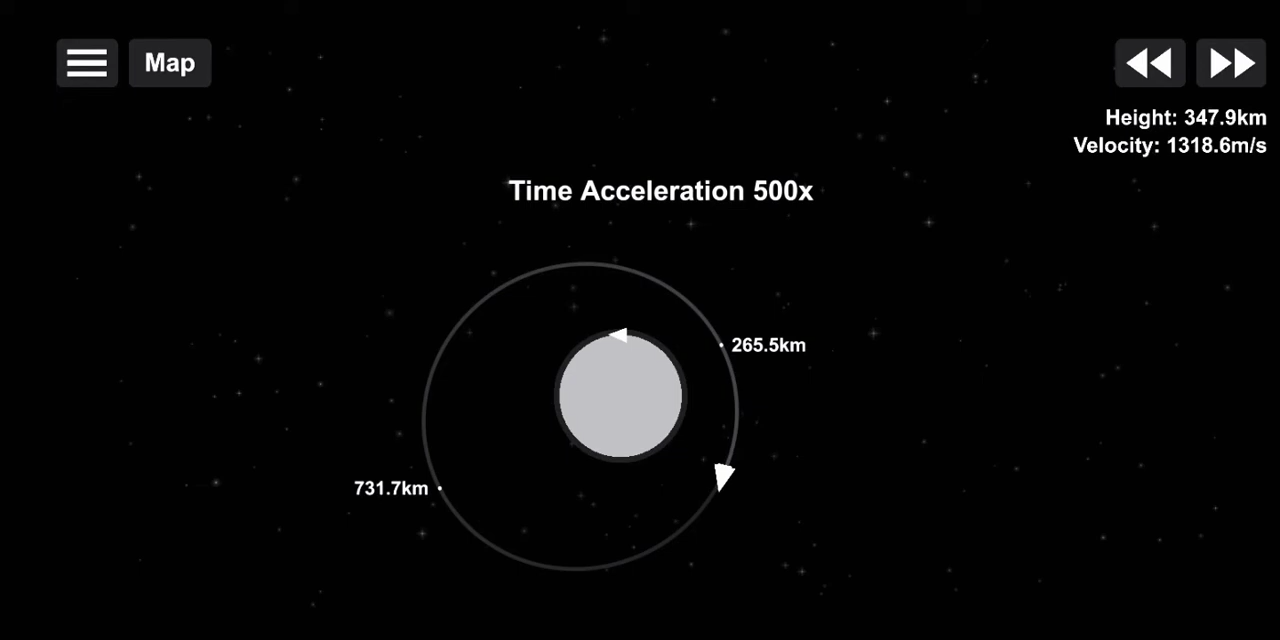 Map
Height: 347.9km
Velocity: 1318.6m/s
Time Acceleration 500x
265.5km
731.7km